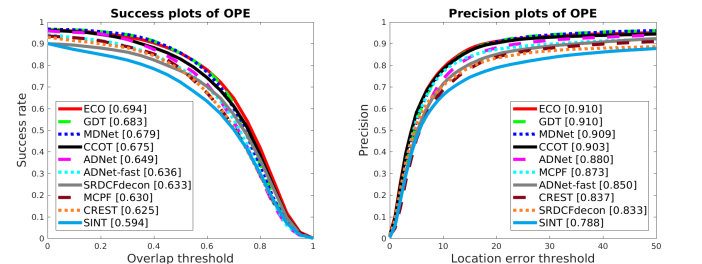 Success plots of OPE
Success rate
1
0.9
0.8
0.7
0.6
0.5
0.4
0.3
0.2
0.1
0
ECO [0.694]
GDT [0.683]
MDNet [0.679]
CCOT [0.675]
ADNet [0.649]
ADNet-fast [0.636]
SRDCFdecon [0.633]
MCPF [0.630]
CREST [0.625]
SINT [0.594]
0 0.2 0.4 0.6 0.8 1
Overlap threshold
Precision plots of OPE
Precision
1
0.9
0.8
0.7
0.6
0.5
0.4
0.3
0.2
0.1
0
ECO [0.910]
GDT [0.910]
MDNet [0.909]
CCOT [0.903]
ADNet [0.880]
MCPF [0.873]
ADNet-fast [0.850]
CREST [0.837]
SRDCFdecon [0.833]
SINT [0.788]
0 10 20 30 40 50
Location error threshold